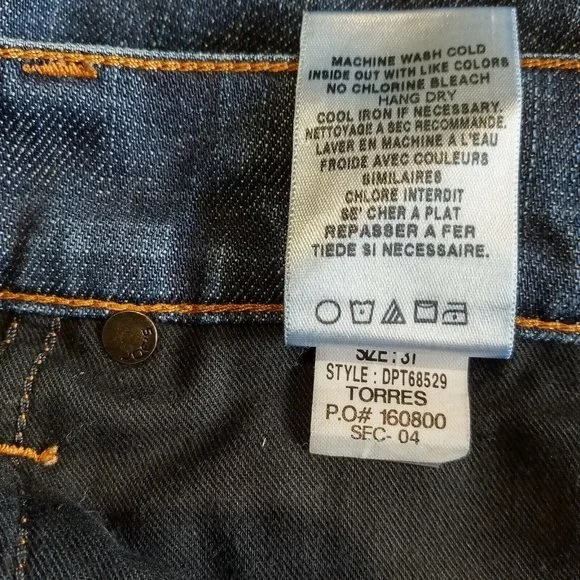 MACHINE WASH COLD
INSIDE OUT WITH LIKE COLORS
NO CHLORINE BLEACH
HANG DRY
COOL IRON IF NECESSARY.
NETTOYAGE A SEC RECOMMANDE.
LAVER EN MACHINE A L'EAU
FROIDE AVEC COULEURS
SIMILAIRES
CHLORE INTERDIT
SE' CHER A PLAT
REPASSER A FER
TIEDE SI NECESSAIRE.
SIZE : 31
STYLE : DPT68529
TORRES
P.O# 160800
SEC- 04